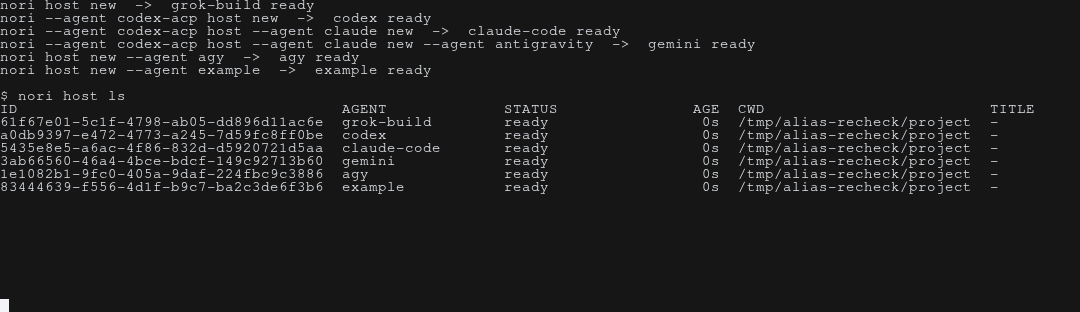 nori host new  ->  grok-build ready
nori --agent codex-acp host new  ->  codex ready
nori --agent codex-acp host --agent claude new  ->  claude-code ready
nori --agent codex-acp host --agent claude new --agent antigravity  ->  gemini ready
nori host new --agent agy  ->  agy ready
nori host new --agent example  ->  example ready
$ nori host ls
ID                                    AGENT             STATUS               AGE  CWD                         TITLE
61f67e01-5c1f-4798-ab05-dd896d11ac6e  grok-build        ready                 0s  /tmp/alias-recheck/project  -
a0db9397-e472-4773-a245-7d59fc8ff0be  codex             ready                 0s  /tmp/alias-recheck/project  -
5435e8e5-a6ac-4f86-832d-d5920721d5aa  claude-code       ready                 0s  /tmp/alias-recheck/project  -
3ab66560-46a4-4bce-bdcf-149c92713b60  gemini            ready                 0s  /tmp/alias-recheck/project  -
1e1082b1-9fc0-405a-9daf-224fbc9c3886  agy               ready                 0s  /tmp/alias-recheck/project  -
83444639-f556-4d1f-b9c7-ba2c3de6f3b6  example           ready                 0s  /tmp/alias-recheck/project  -